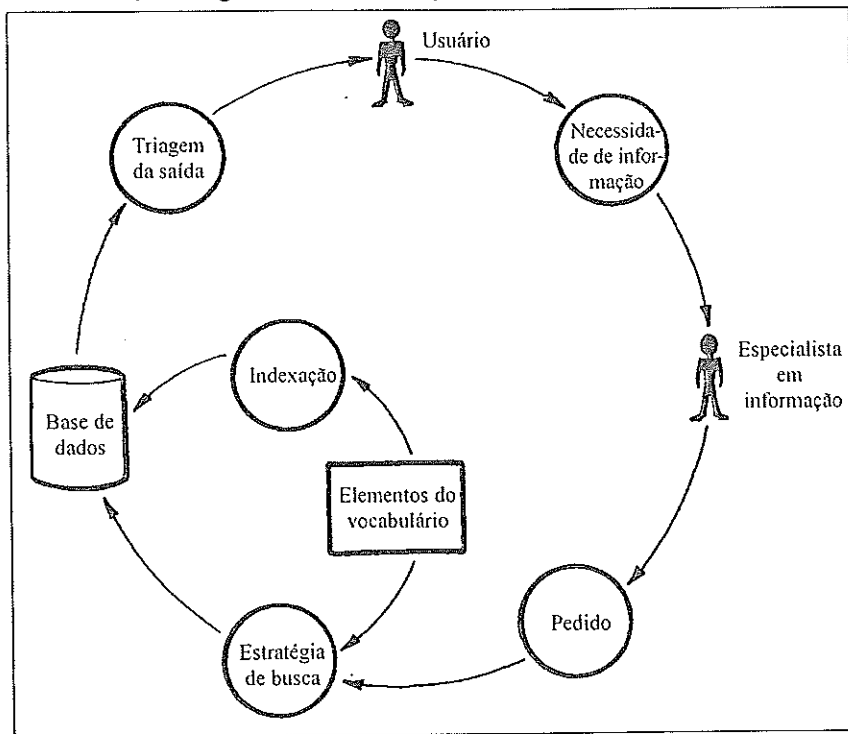 Usuário
Necessida-
de de infor-
mação
Especialista
em
informação
Pedido
Estratégia
de busca
Elementos do
vocabulário
Indexação
Base de
dados
Triagem
da saída